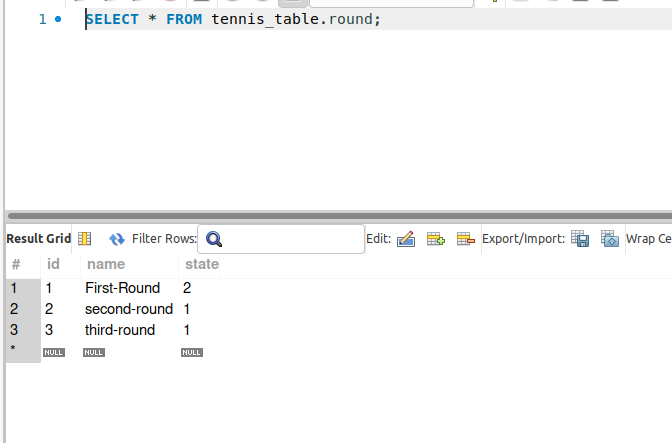 1 SELECT * FROM tennis_table.round;
Result Grid Filter Rows: Edit: Export/Import: Wrap Ce
# id name state
1 1 First-Round 2
2 2 second-round 1
3 3 third-round 1
* NULL NULL NULL